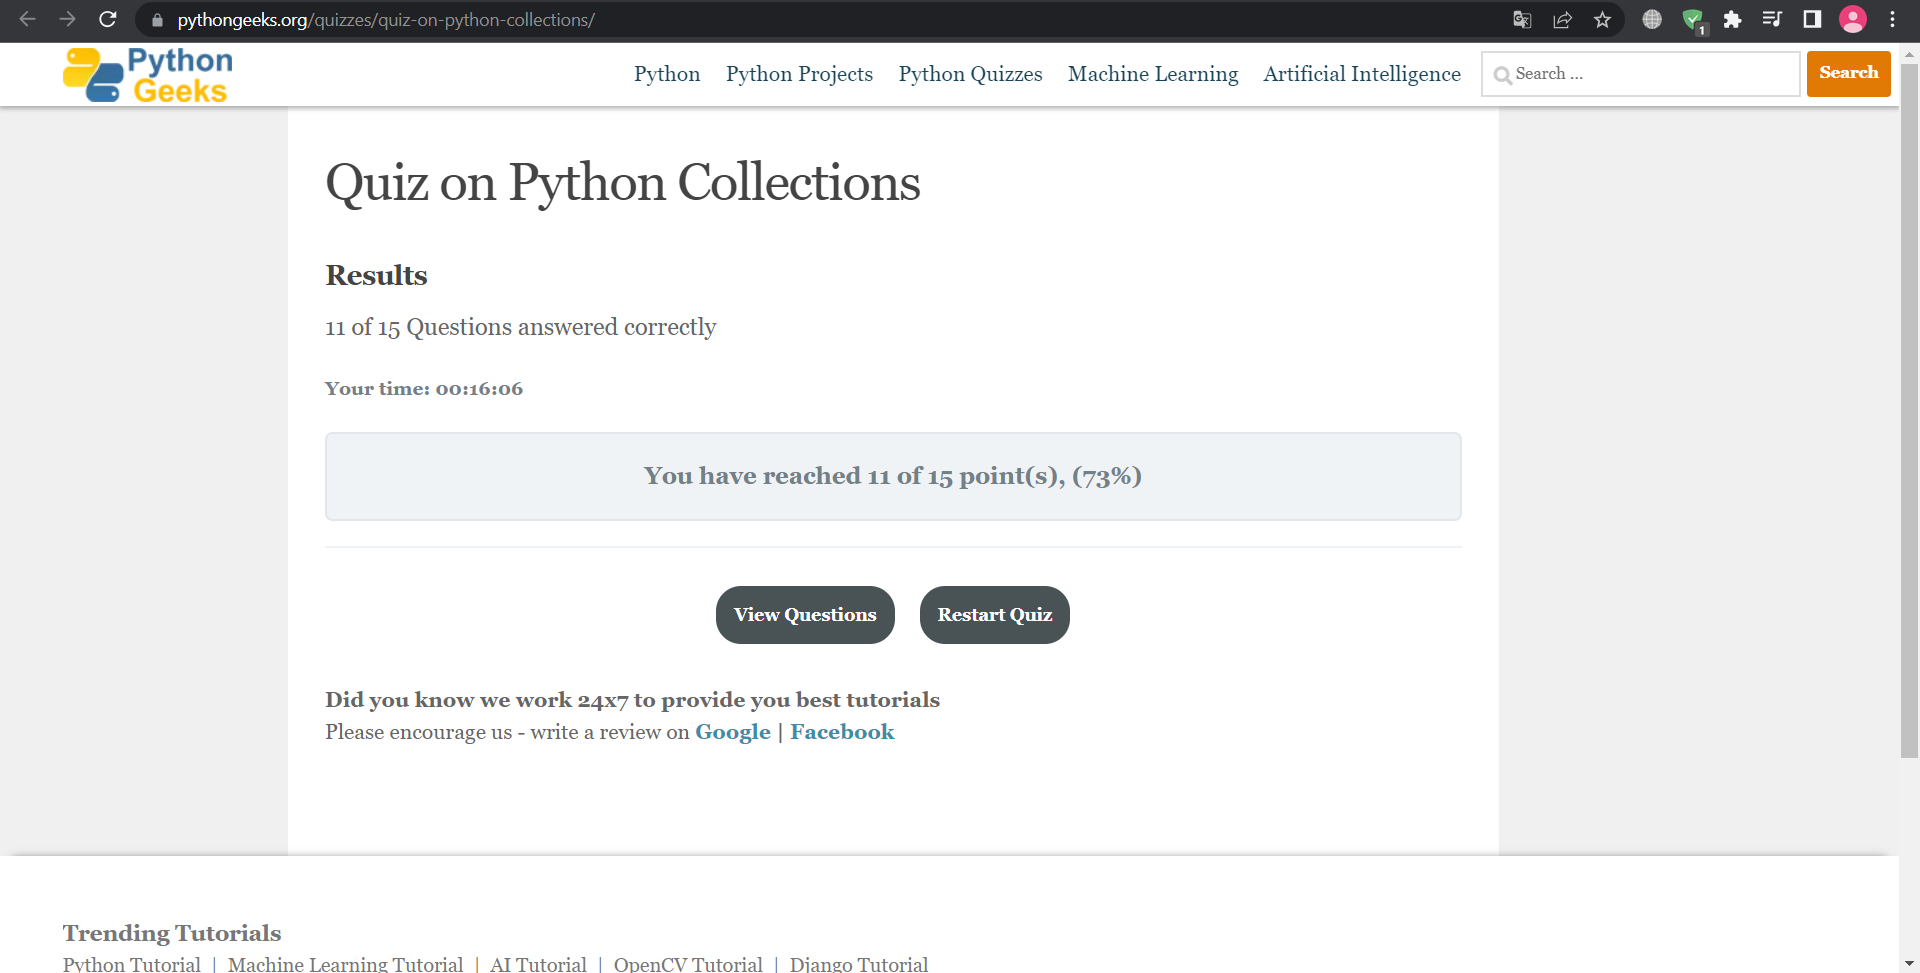 pythongeeks.org/quizzes/quiz-on-python-collections/
1
Python
Geeks
Python Python Projects Python Quizzes Machine Learning Artificial Intelligence Search ... Search
Quiz on Python Collections
Results
11 of 15 Questions answered correctly
Your time: 00:16:06
You have reached 11 of 15 point(s), (73%)
View Questions Restart Quiz
Did you know we work 24x7 to provide you best tutorials
Please encourage us - write a review on Google | Facebook
Trending Tutorials
Python Tutorial | Machine Learning Tutorial | AI Tutorial | OpenCV Tutorial | Django Tutorial